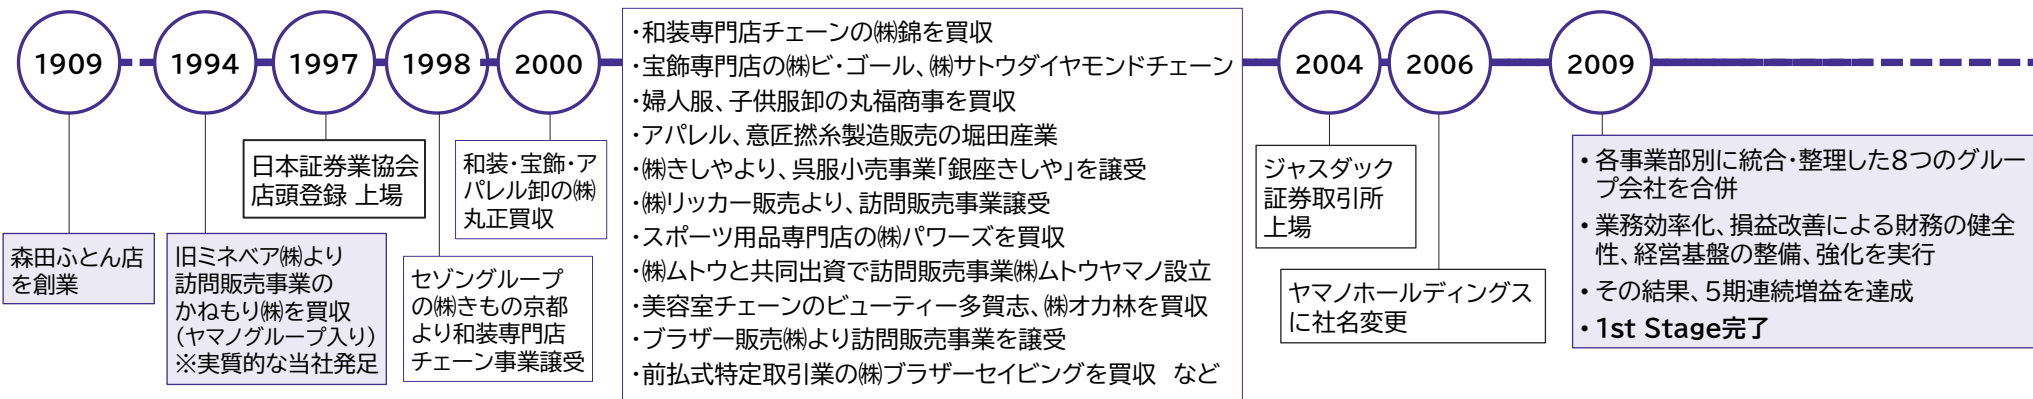 1909
1994
1997
1998
2000
2004
2006
2009
森田ふとん店
を創業
旧ミネベア㈱より
訪問販売事業の
かねもり㈱を買収
(ヤマノグループ入り)
※実質的な当社発足
日本証券業協会
店頭登録 上場
セゾングループ
の㈱きもの京都
より和装専門店
チェーン事業譲受
和装・宝飾・ア
パレル卸の㈱
丸正買収
・和装専門店チェーンの㈱錦を買収
・宝飾専門店の㈱ビ・ゴール、㈱サトウダイヤモンドチェーン
・婦人服、子供服卸の丸福商事を買収
・アパレル、意匠撚糸製造販売の堀田産業
・㈱きしやより、呉服小売事業「銀座きしや」を譲受
・㈱リッカー販売より、訪問販売事業譲受
・スポーツ用品専門店の㈱パワーズを買収
・㈱ムトウと共同出資で訪問販売事業㈱ムトウヤマノ設立
・美容室チェーンのビューティー多賀志、㈱オカ林を買収
・ブラザー販売㈱より訪問販売事業を譲受
・前払式特定取引業の㈱ブラザーセイビングを買収 など
ジャスダック
証券取引所
上場
ヤマノホールディングス
に社名変更
• 各事業部別に統合・整理した8つのグルー
プ会社を合併
• 業務効率化、損益改善による財務の健全
性、経営基盤の整備、強化を実行
• その結果、5期連続増益を達成
• 1st Stage完了